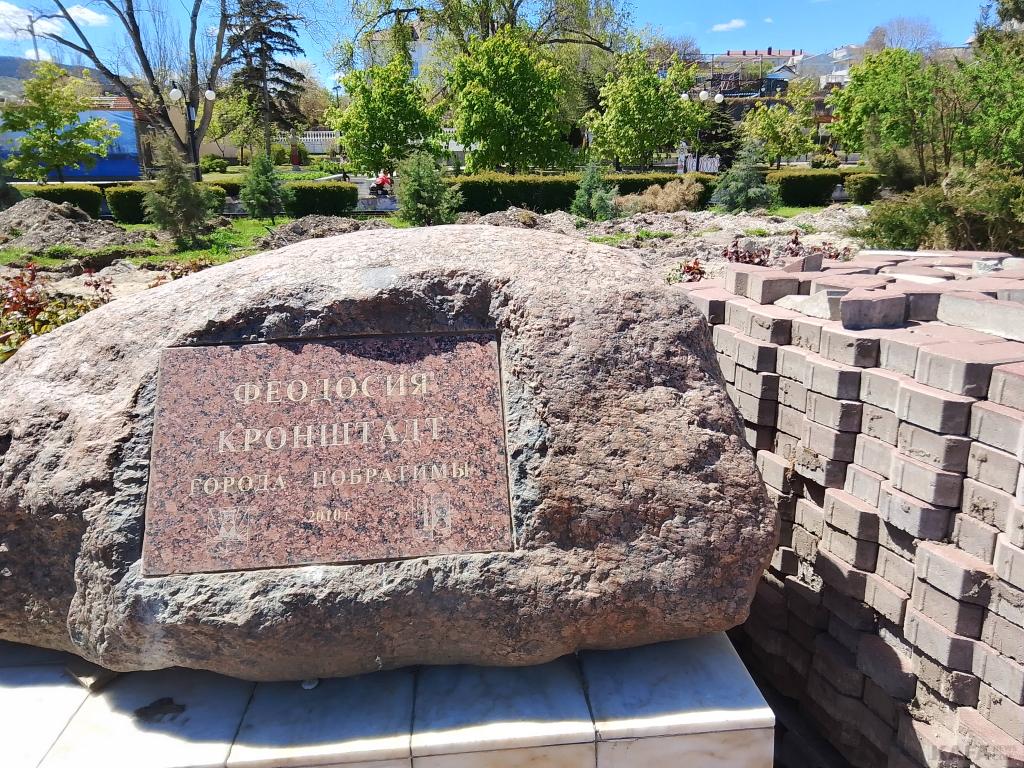 ФЕОДОСИЯ
КРОНШТАДТ
ГОРОДА ПОБРАТИМЫ
2010 г